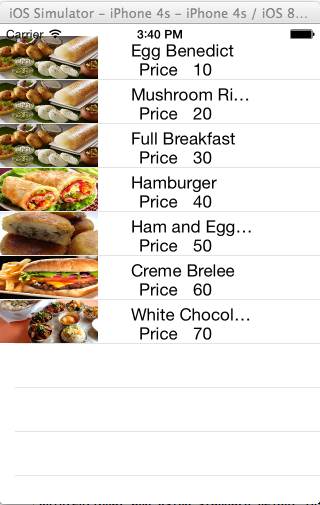 iOS Simulator – iPhone 4s – iPhone 4s / iOS 8...
Carrier 3:40 PM
Egg Benedict
Price 10
Mushroom Ri...
Price 20
Full Breakfast
Price 30
Hamburger
Price 40
Ham and Egg...
Price 50
Creme Brelee
Price 60
White Chocol...
Price 70